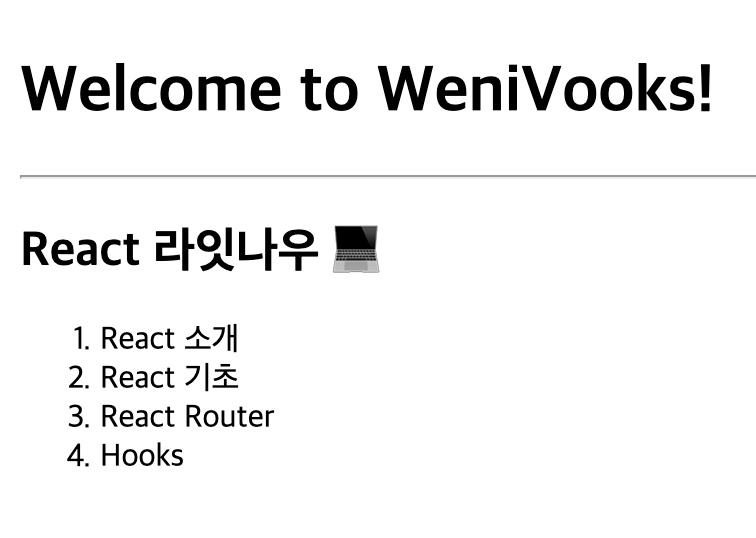 Welcome to WeniVooks!
React 라잇나우 💻
1. React 소개
2. React 기초
3. React Router
4. Hooks